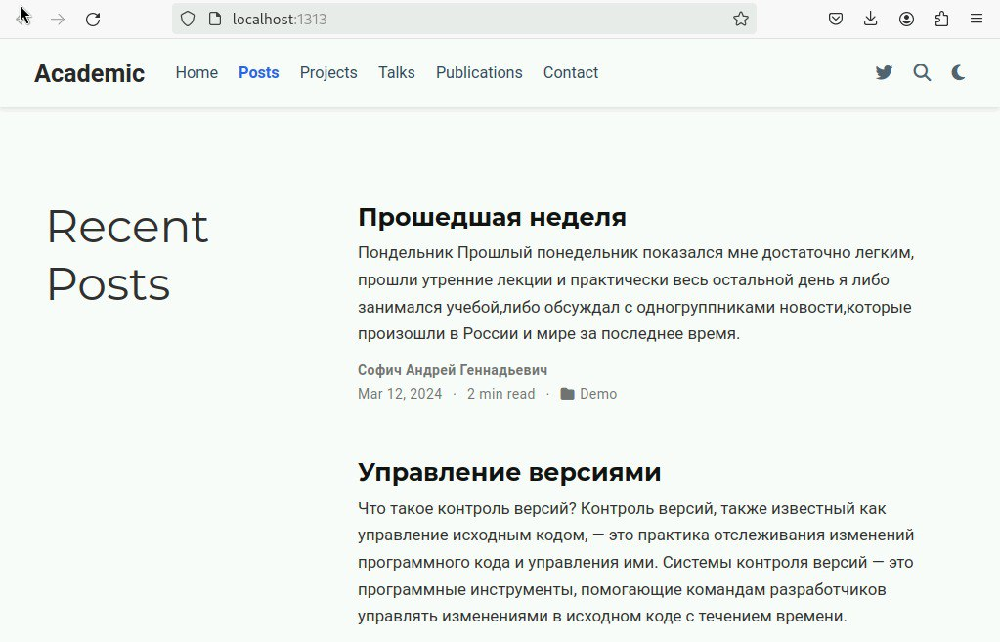 localhost:1313
Academic Home Posts Projects Talks Publications Contact
Recent
Posts
Прошедшая неделя
Пондельник Прошлый понедельник показался мне достаточно легким,
прошли утренние лекции и практически весь остальной день я либо
занимался учебой,либо обсуждал с одногруппниками новости,которые
произошли в России и мире за последнее время.
Софич Андрей Геннадьевич
Mar 12, 2024 · 2 min read · Demo
Управление версиями
Что такое контроль версий? Контроль версий, также известный как
управление исходным кодом, — это практика отслеживания изменений
программного кода и управления ими. Системы контроля версий — это
программные инструменты, помогающие командам разработчиков
управлять изменениями в исходном коде с течением времени.